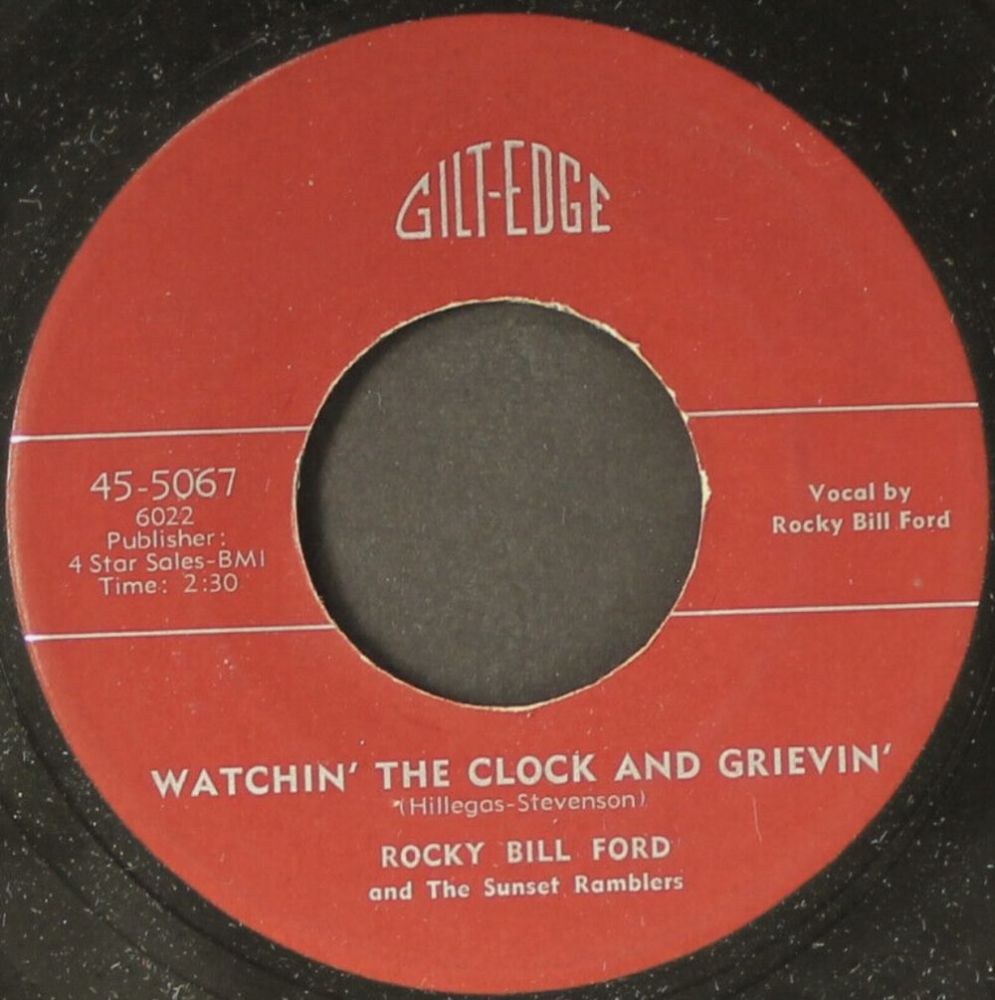 GILT-EDGE
45-5067
6022
Publisher:
4 Star Sales-BMI
Time: 2:30
Vocal by
Rocky Bill Ford
WATCHIN' THE CLOCK AND GRIEVIN'
(Hillegas-Stevenson)
ROCKY BILL FORD
and The Sunset Ramblers